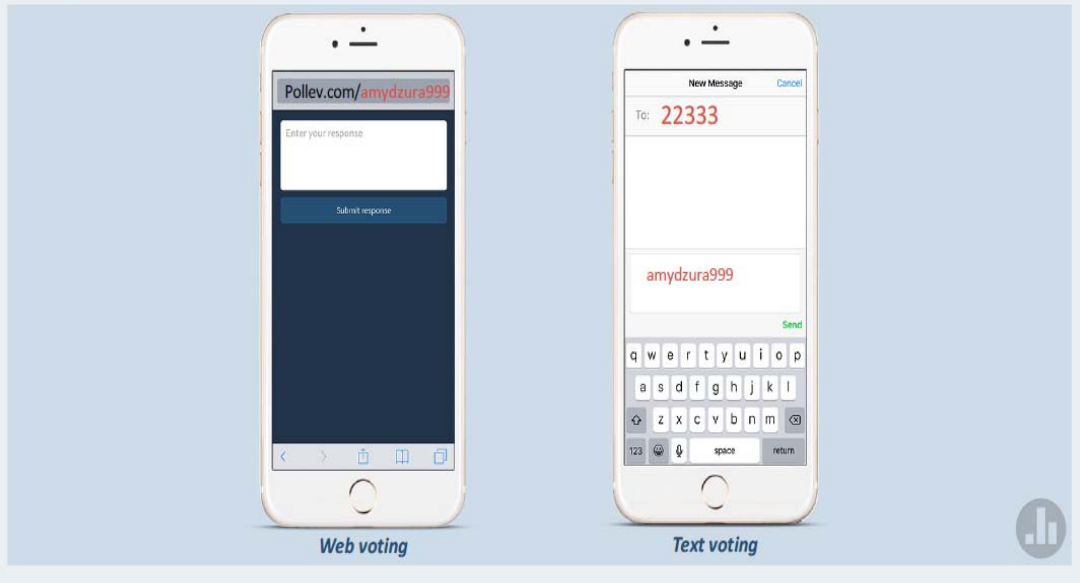 Pollev.com/amydzura999
Enter your response
Submit response
Web voting
New Message Cancel
To: 22333
amydzura999
Send
q w e r t y u i o p
a s d f g h j k l
z x c v b n m
123 space return
Text voting